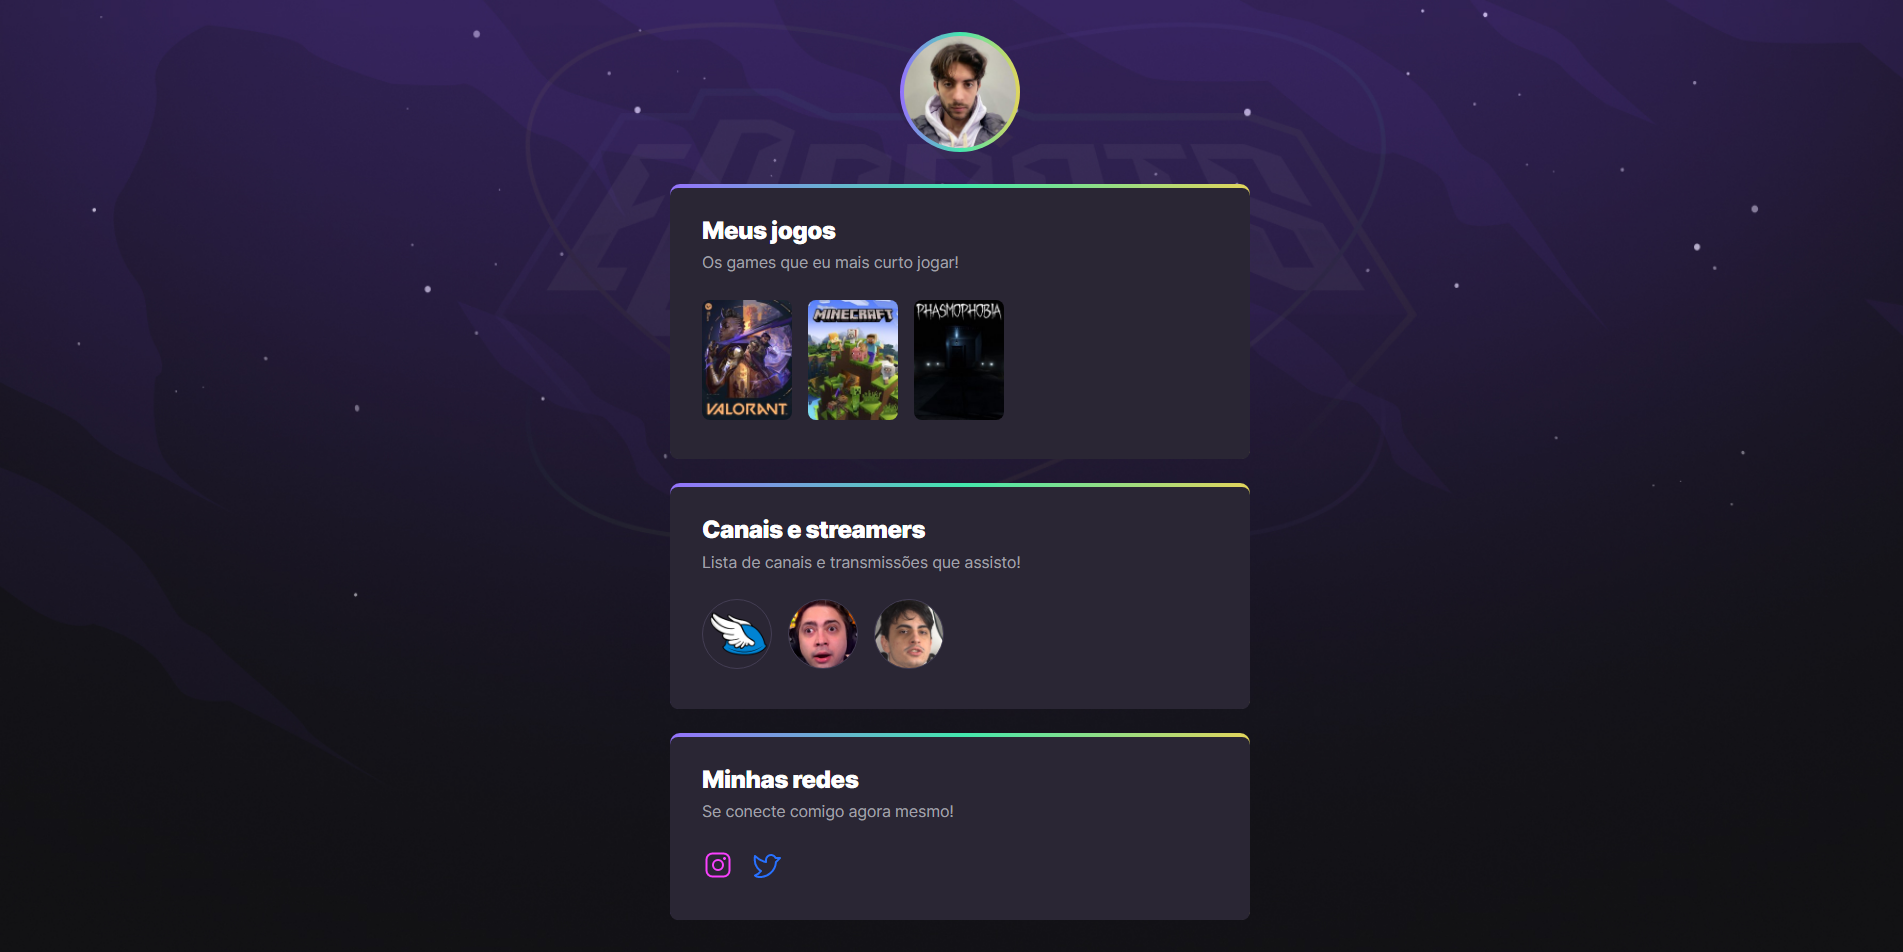 Meus jogos
Os games que eu mais curto jogar!
VALORANT
MINECRAFT
PHASMOPHOBIA
Canais e streamers
Lista de canais e transmissões que assisto!
Minhas redes
Se conecte comigo agora mesmo!